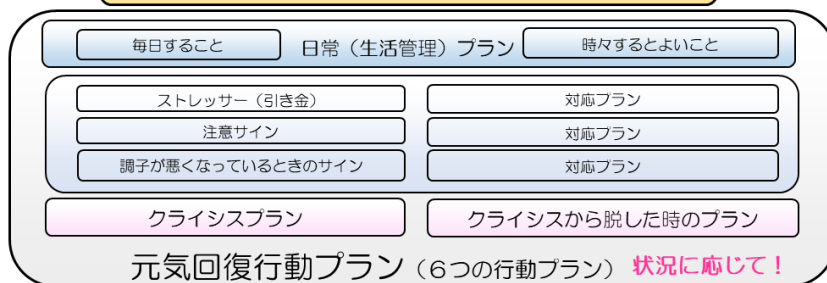 毎日すること 日常（生活管理）プラン 時々するとよいこと
ストレッサー（引き金） 対応プラン
注意サイン 対応プラン
調子が悪くなっているときのサイン 対応プラン
クライシスプラン クライシスから脱した時のプラン
元気回復行動プラン（６つの行動プラン） 状況に応じて！